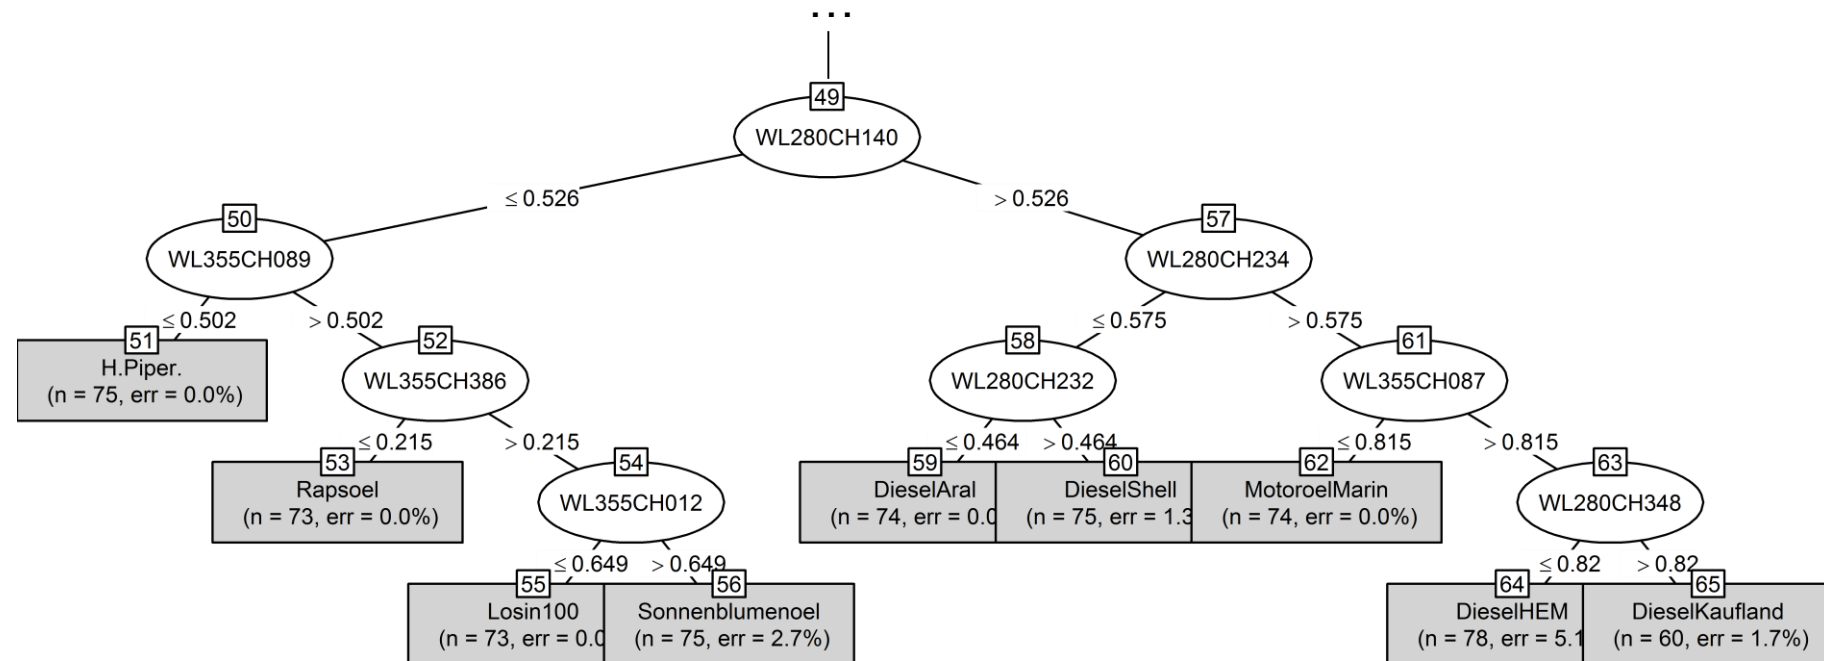 ...
49
WL280CH140
≤ 0.526
> 0.526
50
WL355CH089
57
WL280CH234
≤ 0.502
> 0.502
≤ 0.575
> 0.575
51
H.Piper.
(n = 75, err = 0.0%)
52
WL355CH386
58
WL280CH232
61
WL355CH087
≤ 0.215
> 0.215
≤ 0.464
> 0.464
≤ 0.815
> 0.815
53
Rapsoel
(n = 73, err = 0.0%)
54
WL355CH012
59
DieselAral
(n = 74, err = 0.0
60
DieselShell
(n = 75, err = 1.3
62
MotoroelMarin
(n = 74, err = 0.0%)
63
WL280CH348
≤ 0.649
> 0.649
≤ 0.82
> 0.82
55
Losin100
(n = 73, err = 0.0
56
Sonnenblumenoel
(n = 75, err = 2.7%)
64
DieselHEM
(n = 78, err = 5.1
65
DieselKaufland
(n = 60, err = 1.7%)